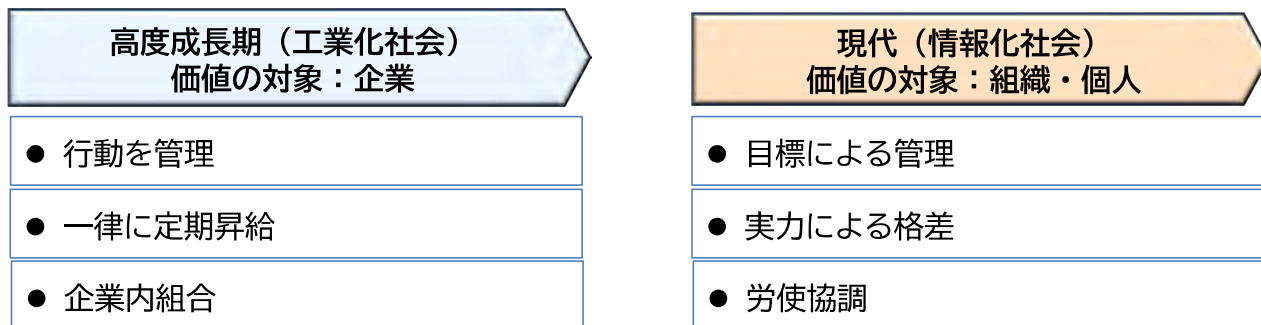 高度成長期（工業化社会）
価値の対象：企業
● 行動を管理
● 一律に定期昇給
● 企業内組合
現代（情報化社会）
価値の対象：組織・個人
● 目標による管理
● 実力による格差
● 労使協調